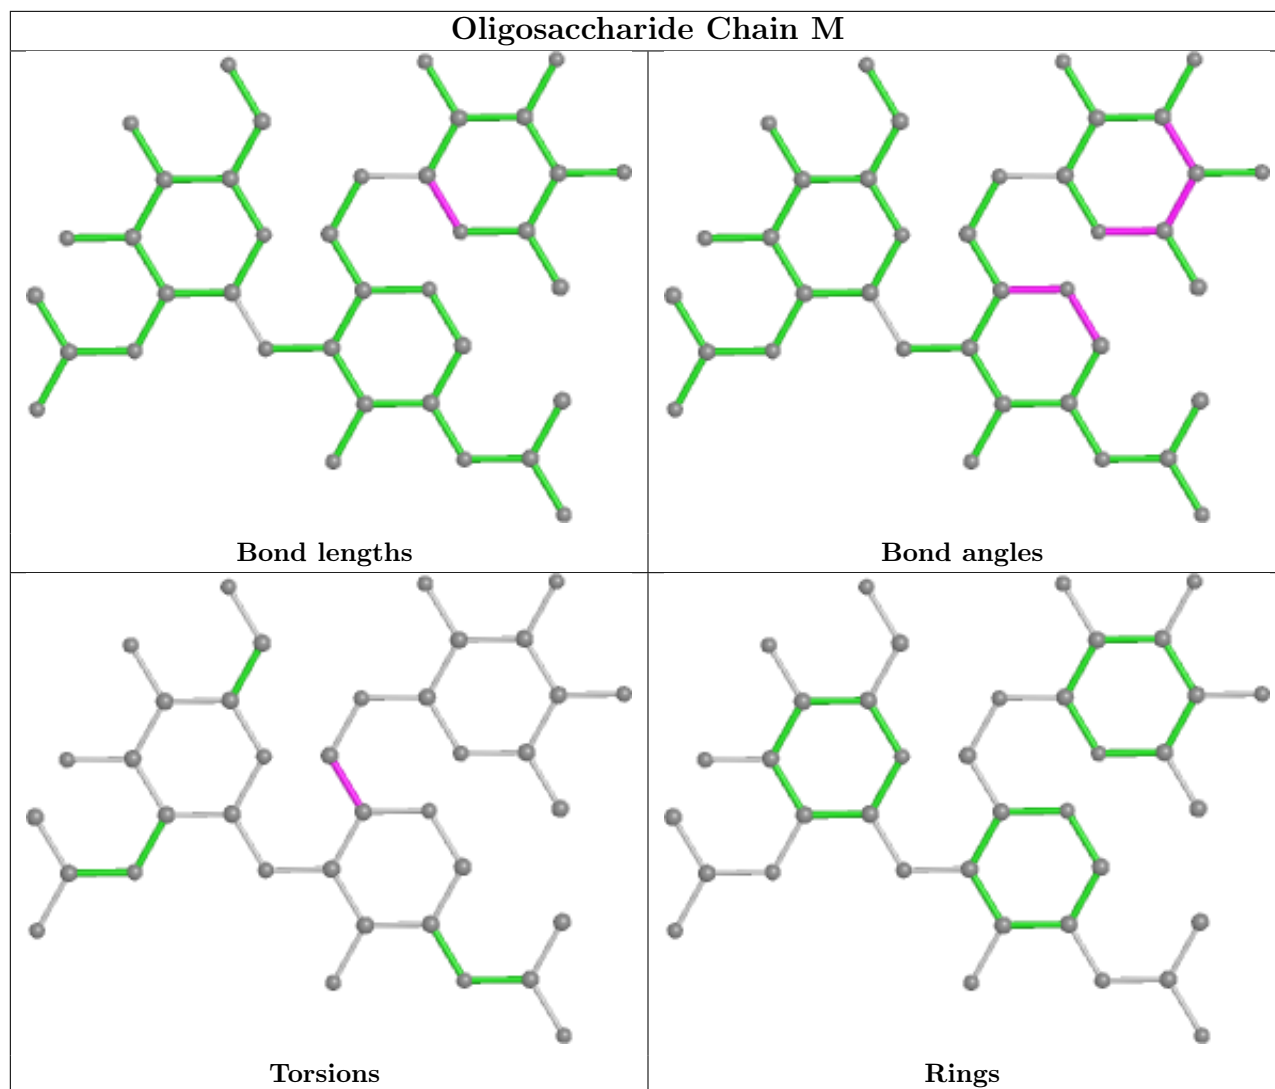 Oligosaccharide Chain M
Bond lengths
Bond angles
Torsions
Rings